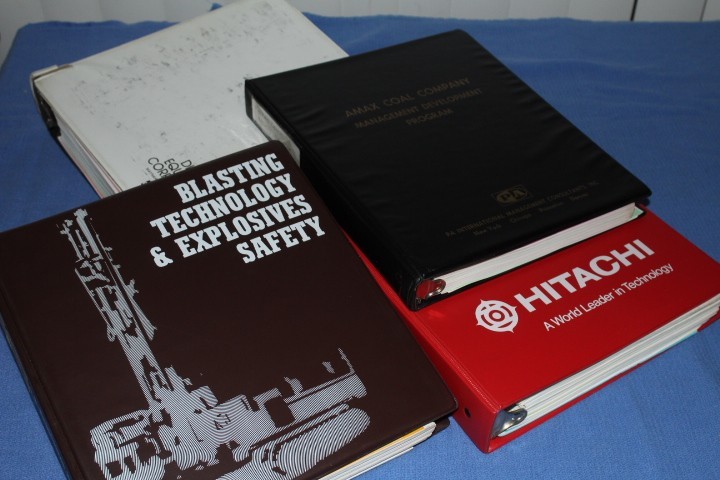 AMAX COAL COMPANY
MANAGEMENT DEVELOPMENT
PROGRAM
BLASTING
TECHNOLOGY
& EXPLOSIVES
SAFETY
HITACHI
A World Leader in Technology